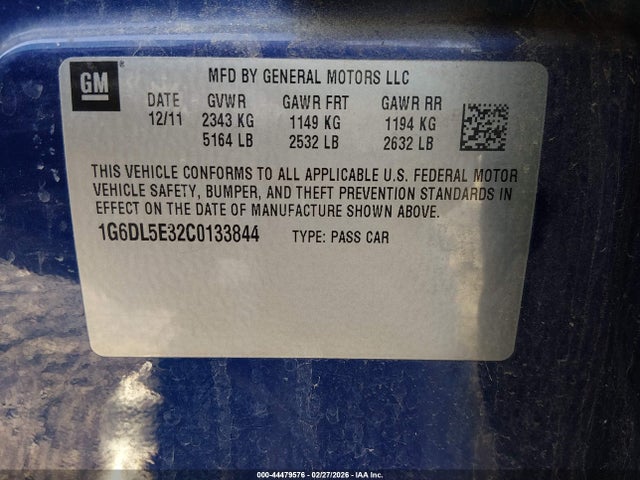 GM
MFD BY GENERAL MOTORS LLC
DATE GVWR GAWR FRT GAWR RR
12/11 2343 KG 1149 KG 1194 KG
5164 LB 2532 LB 2632 LB
THIS VEHICLE CONFORMS TO ALL APPLICABLE U.S. FEDERAL MOTOR
VEHICLE SAFETY, BUMPER, AND THEFT PREVENTION STANDARDS IN
EFFECT ON THE DATE OF MANUFACTURE SHOWN ABOVE.
1G6DL5E32C0133844 TYPE: PASS CAR
000-44479576 - 02/27/2026 - IAA Inc.